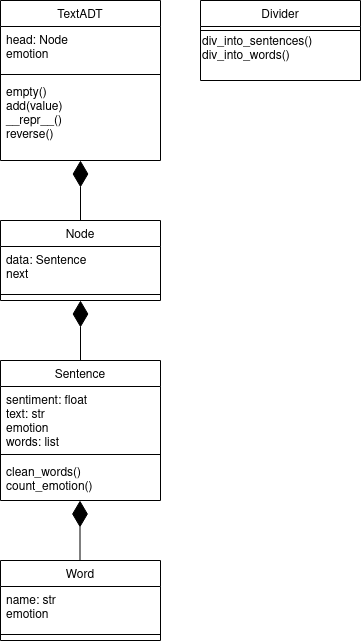 TextADT
head: Node
emotion
empty()
add(value)
__repr__()
reverse()
Divider
div_into_sentences()
div_into_words()
Node
data: Sentence
next
Sentence
sentiment: float
text: str
emotion
words: list
clean_words()
count_emotion()
Word
name: str
emotion